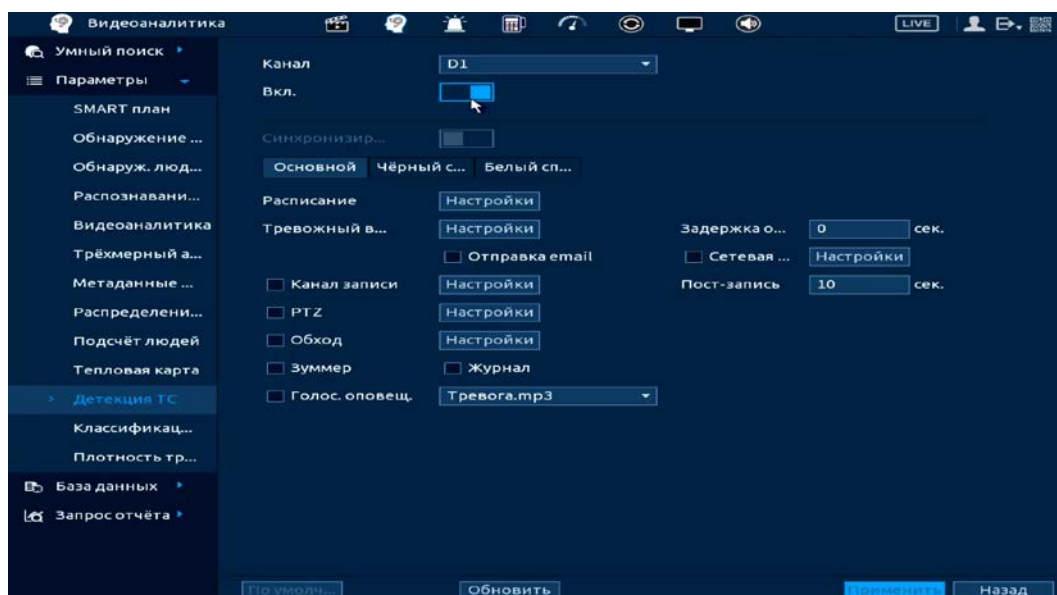 Видеоаналитика LIVE
Умный поиск
Параметры
SMART план
Обнаружение ...
Обнаруж. люд...
Распознавани...
Видеоаналитика
Трёхмерный а...
Метаданные ...
Распределени...
Подсчёт людей
Тепловая карта
Детекция ТС
Классификац...
Плотность тр...
База данных
Запрос отчёта
Канал D1
Вкл.
Синхронизир...
Основной Чёрный с... Белый сп...
Расписание Настройки
Тревожный в... Настройки Задержка о... 0 сек.
Отправка email Сетевая ... Настройки
Канал записи Настройки Пост-запись 10 сек.
PTZ Настройки
Обход Настройки
Зуммер Журнал
Голос. оповещ. Тревога.mp3
По умолч... Обновить Применить Назад